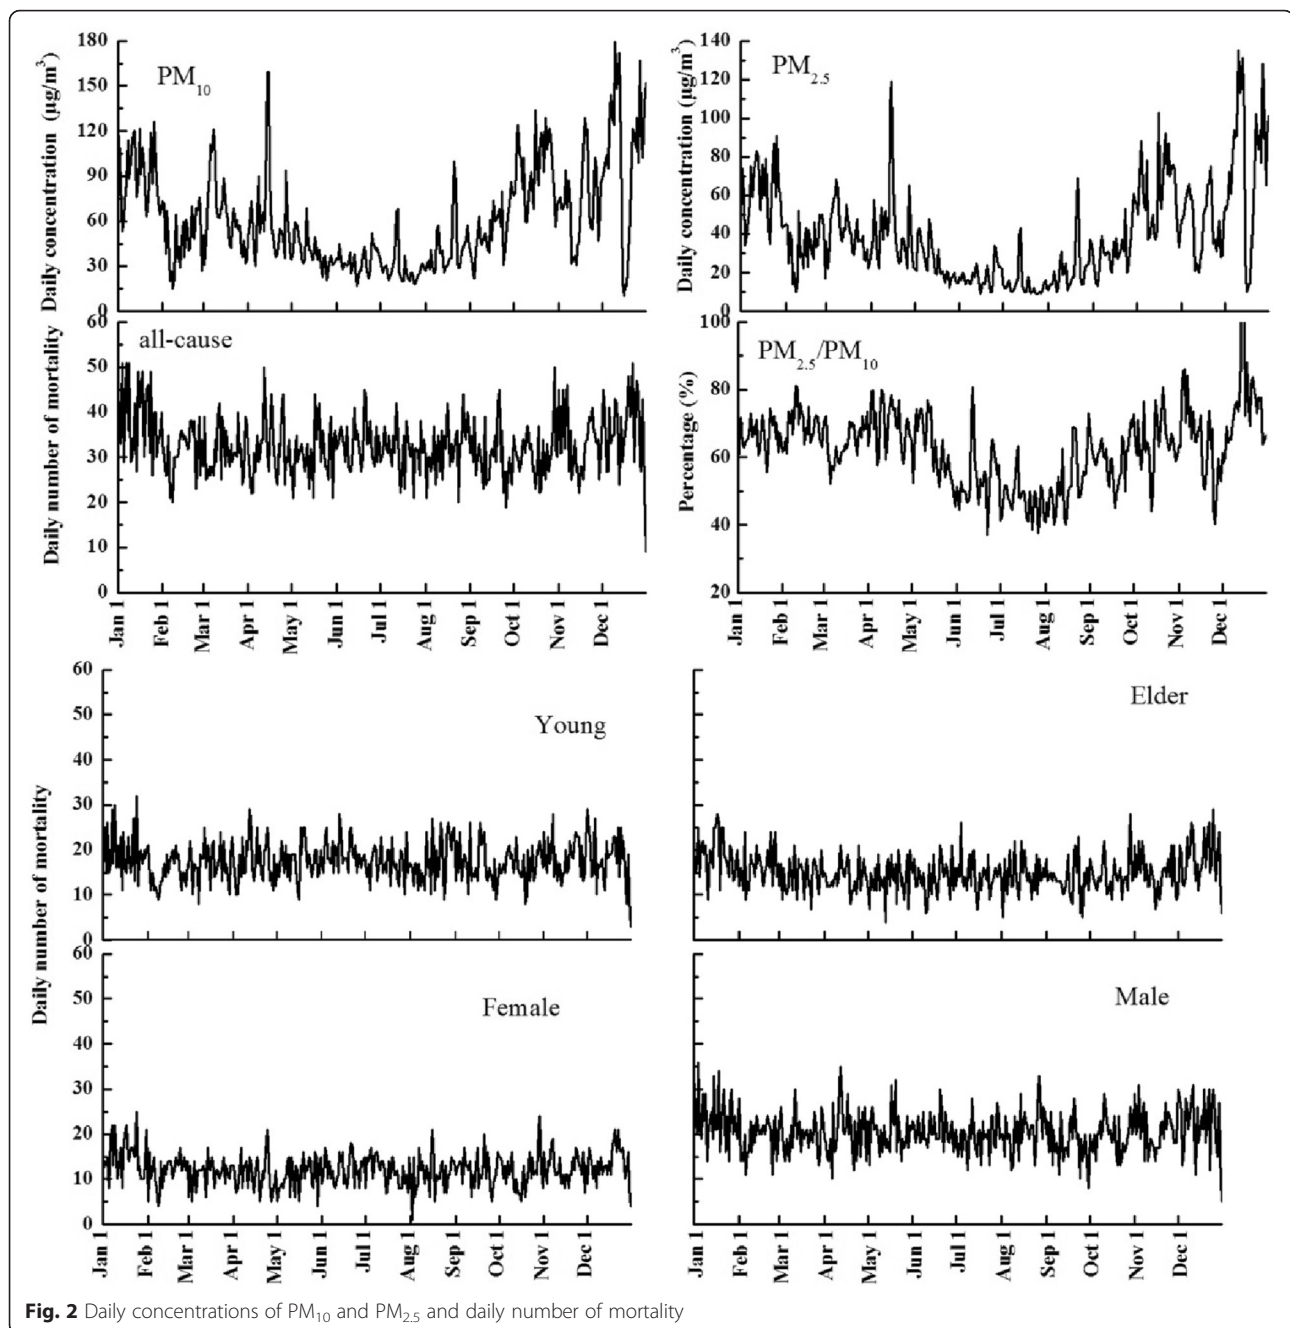 Daily concentration (µg/m³)
180
150
120
90
60
30
0
PM₁₀
Daily concentration (µg/m³)
140
120
100
80
60
40
20
0
PM₂.₅
Daily number of mortality
60
50
40
30
20
10
0
all-cause
Jan 1
Feb 1
Mar 1
Apr 1
May 1
Jun 1
Jul 1
Aug 1
Sep 1
Oct 1
Nov 1
Dec 1
Percentage (%)
100
80
60
40
20
PM₂.₅/PM₁₀
Jan 1
Feb 1
Mar 1
Apr 1
May 1
Jun 1
Jul 1
Aug 1
Sep 1
Oct 1
Nov 1
Dec 1
Daily number of mortality
60
50
40
30
20
10
0
Young
Elder
60
50
40
30
20
10
0
Female
Jan 1
Feb 1
Mar 1
Apr 1
May 1
Jun 1
Jul 1
Aug 1
Sep 1
Oct 1
Nov 1
Dec 1
Male
Jan 1
Feb 1
Mar 1
Apr 1
May 1
Jun 1
Jul 1
Aug 1
Sep 1
Oct 1
Nov 1
Dec 1
Fig. 2 Daily concentrations of PM₁₀ and PM₂.₅ and daily number of mortality